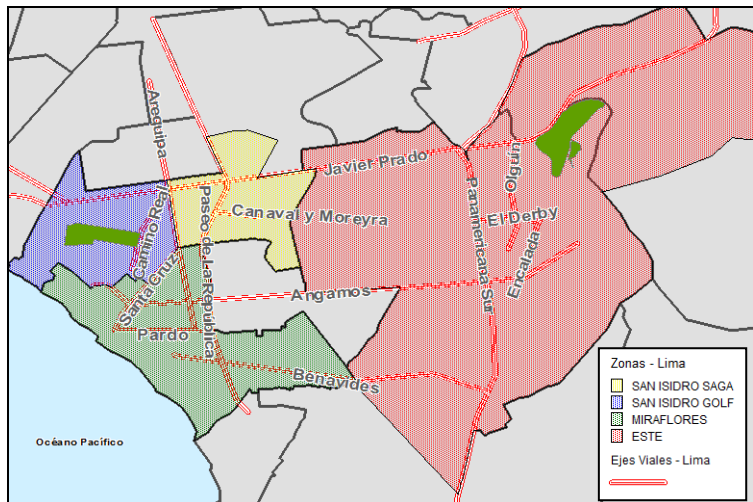 Arequipa
Javier Prado
Camino Real
Paseo de La República
Canaval y Moreyra
Olguin
El Derby
Panamericana Sur
Encalada
Santa Cruz
Angamos
Pardo
Benavides
Océano Pacífico
Zonas - Lima
SAN ISIDRO SAGA
SAN ISIDRO GOLF
MIRAFLORES
ESTE
Ejes Viales - Lima